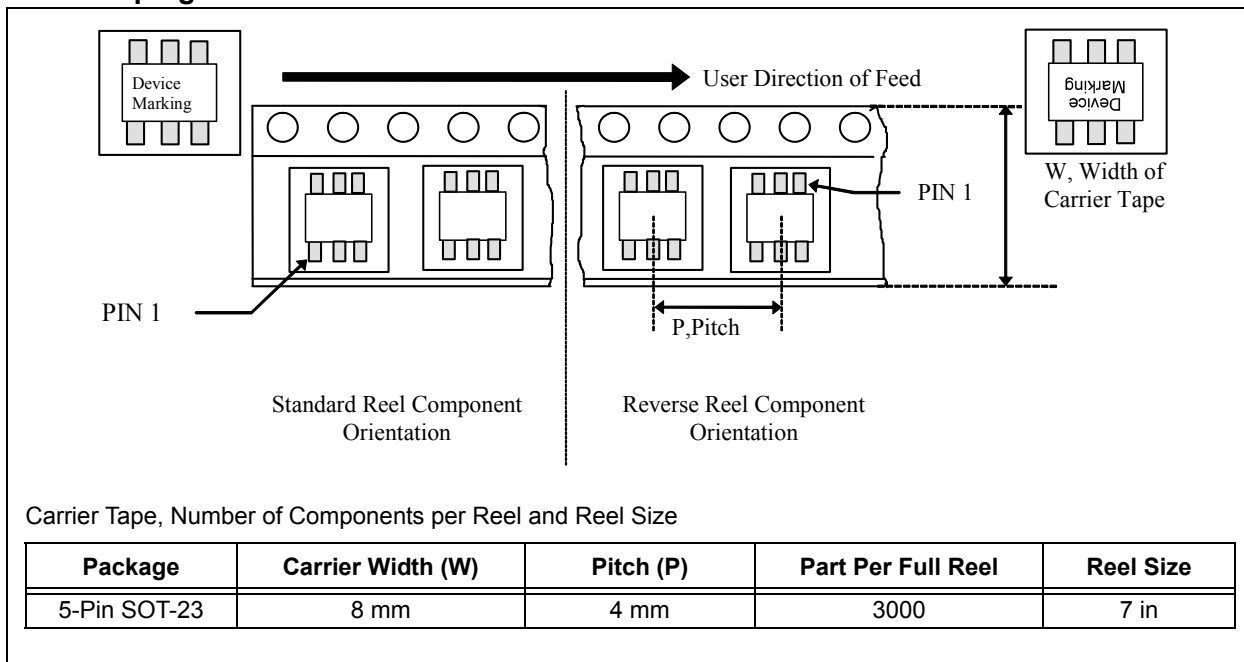 Device
Marking
User Direction of Feed
Device
Marking
W, Width of
Carrier Tape
PIN 1
PIN 1
P,Pitch
Standard Reel Component
Orientation
Reverse Reel Component
Orientation
Carrier Tape, Number of Components per Reel and Reel Size
Package Carrier Width (W) Pitch (P) Part Per Full Reel Reel Size
5-Pin SOT-23 8 mm 4 mm 3000 7 in